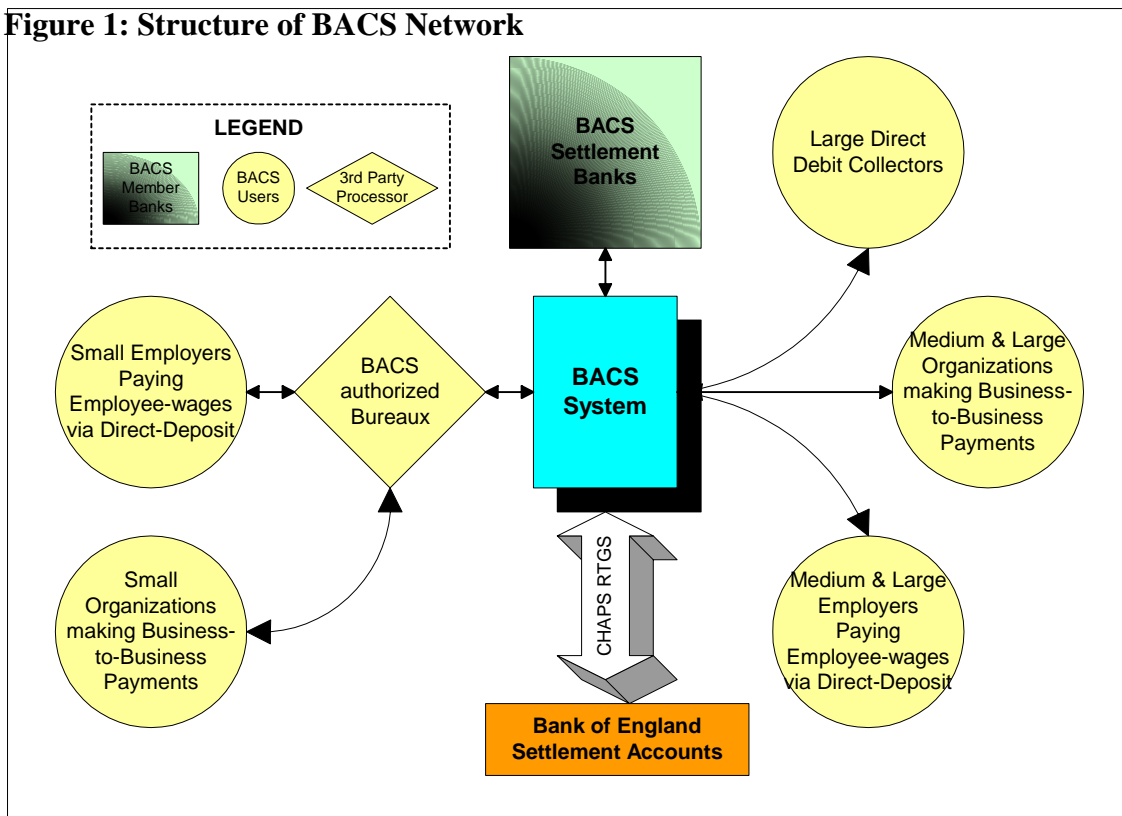 Figure 1: Structure of BACS Network
LEGEND
BACS
Member
Banks
BACS
Users
3rd Party
Processor
BACS
Settlement
Banks
Large Direct
Debit Collectors
Small Employers
Paying
Employee-wages
via Direct-Deposit
BACS
authorized
Bureaux
BACS
System
Medium & Large
Organizations
making Business-
to-Business
Payments
Small
Organizations
making Business-
to-Business
Payments
CHAPS RTGS
Medium & Large
Employers
Paying
Employee-wages
via Direct-Deposit
Bank of England
Settlement Accounts